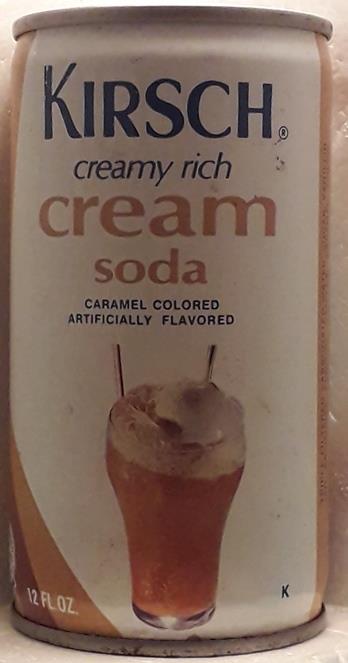 KIRSCH®
creamy rich
cream
soda
CARAMEL COLORED
ARTIFICIALLY FLAVORED
12 FL OZ.
K